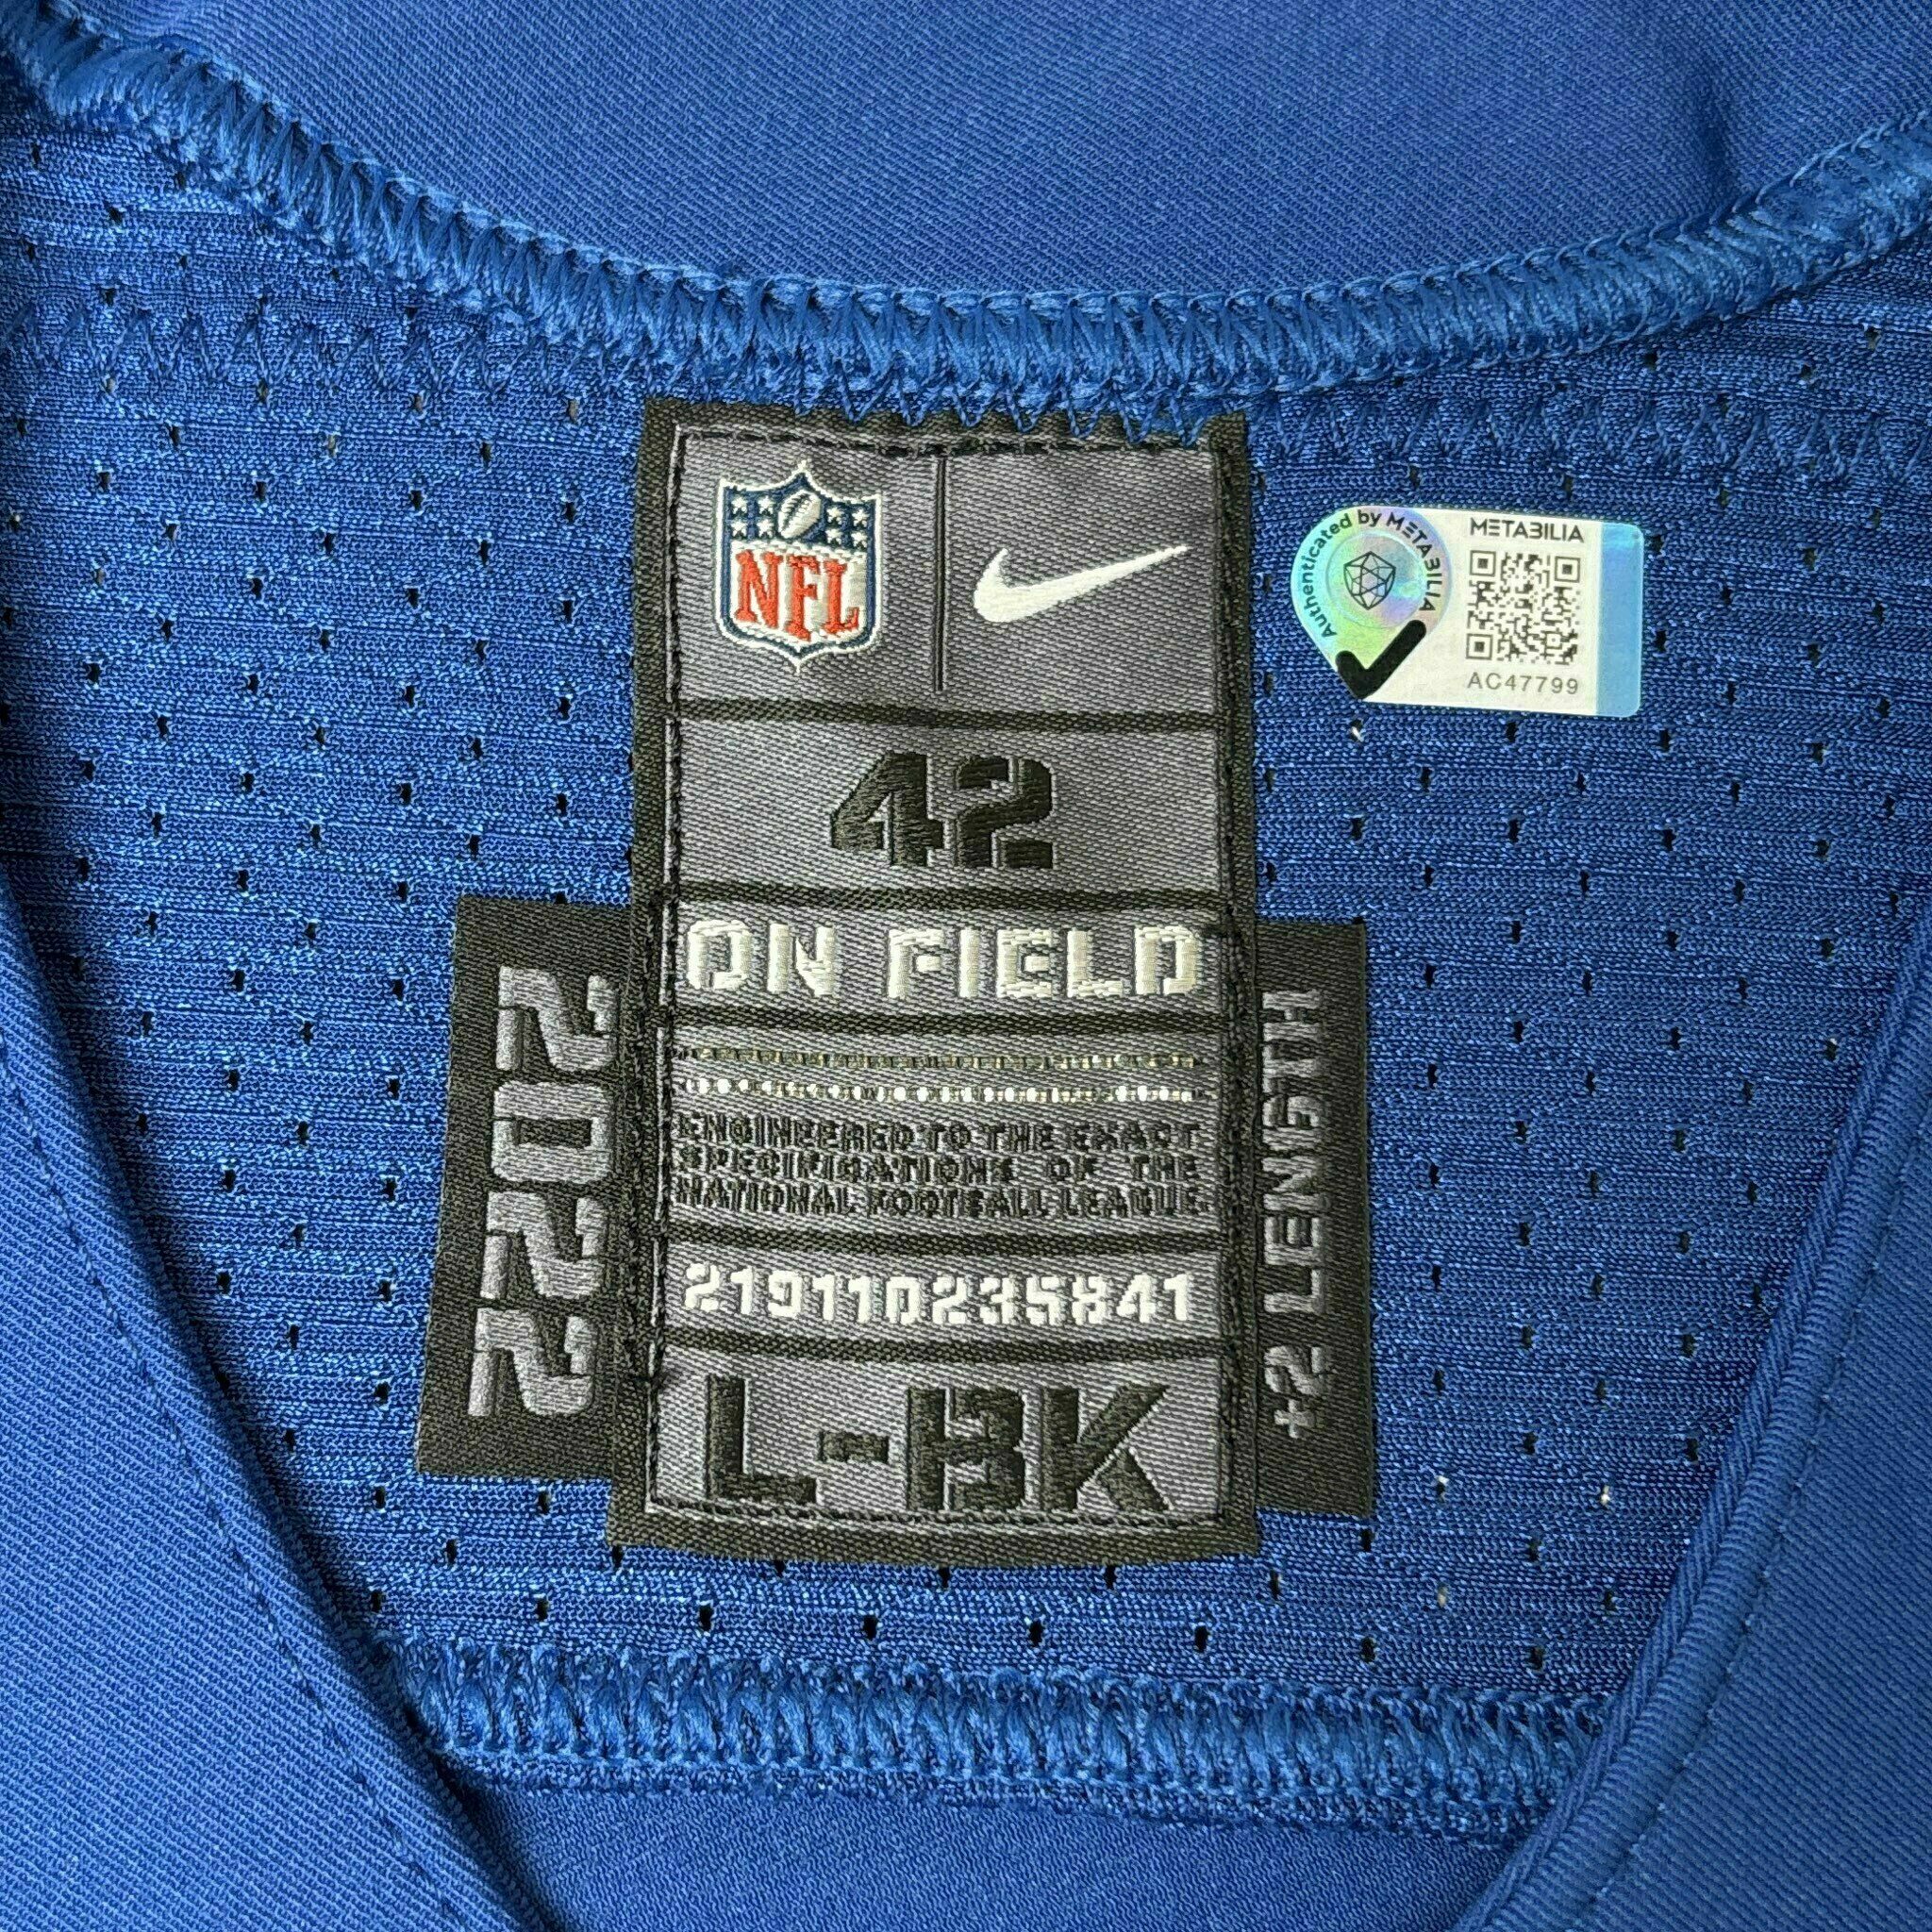 NFL
Authenticated by METABILIA
METABILIA
AC47799
42
ON FIELD
ENGINEERED TO THE EXACT
SPECIFICATIONS OF THE
NATIONAL FOOTBALL LEAGUE
219110235841
L-BK
2022
+2 LENGTH